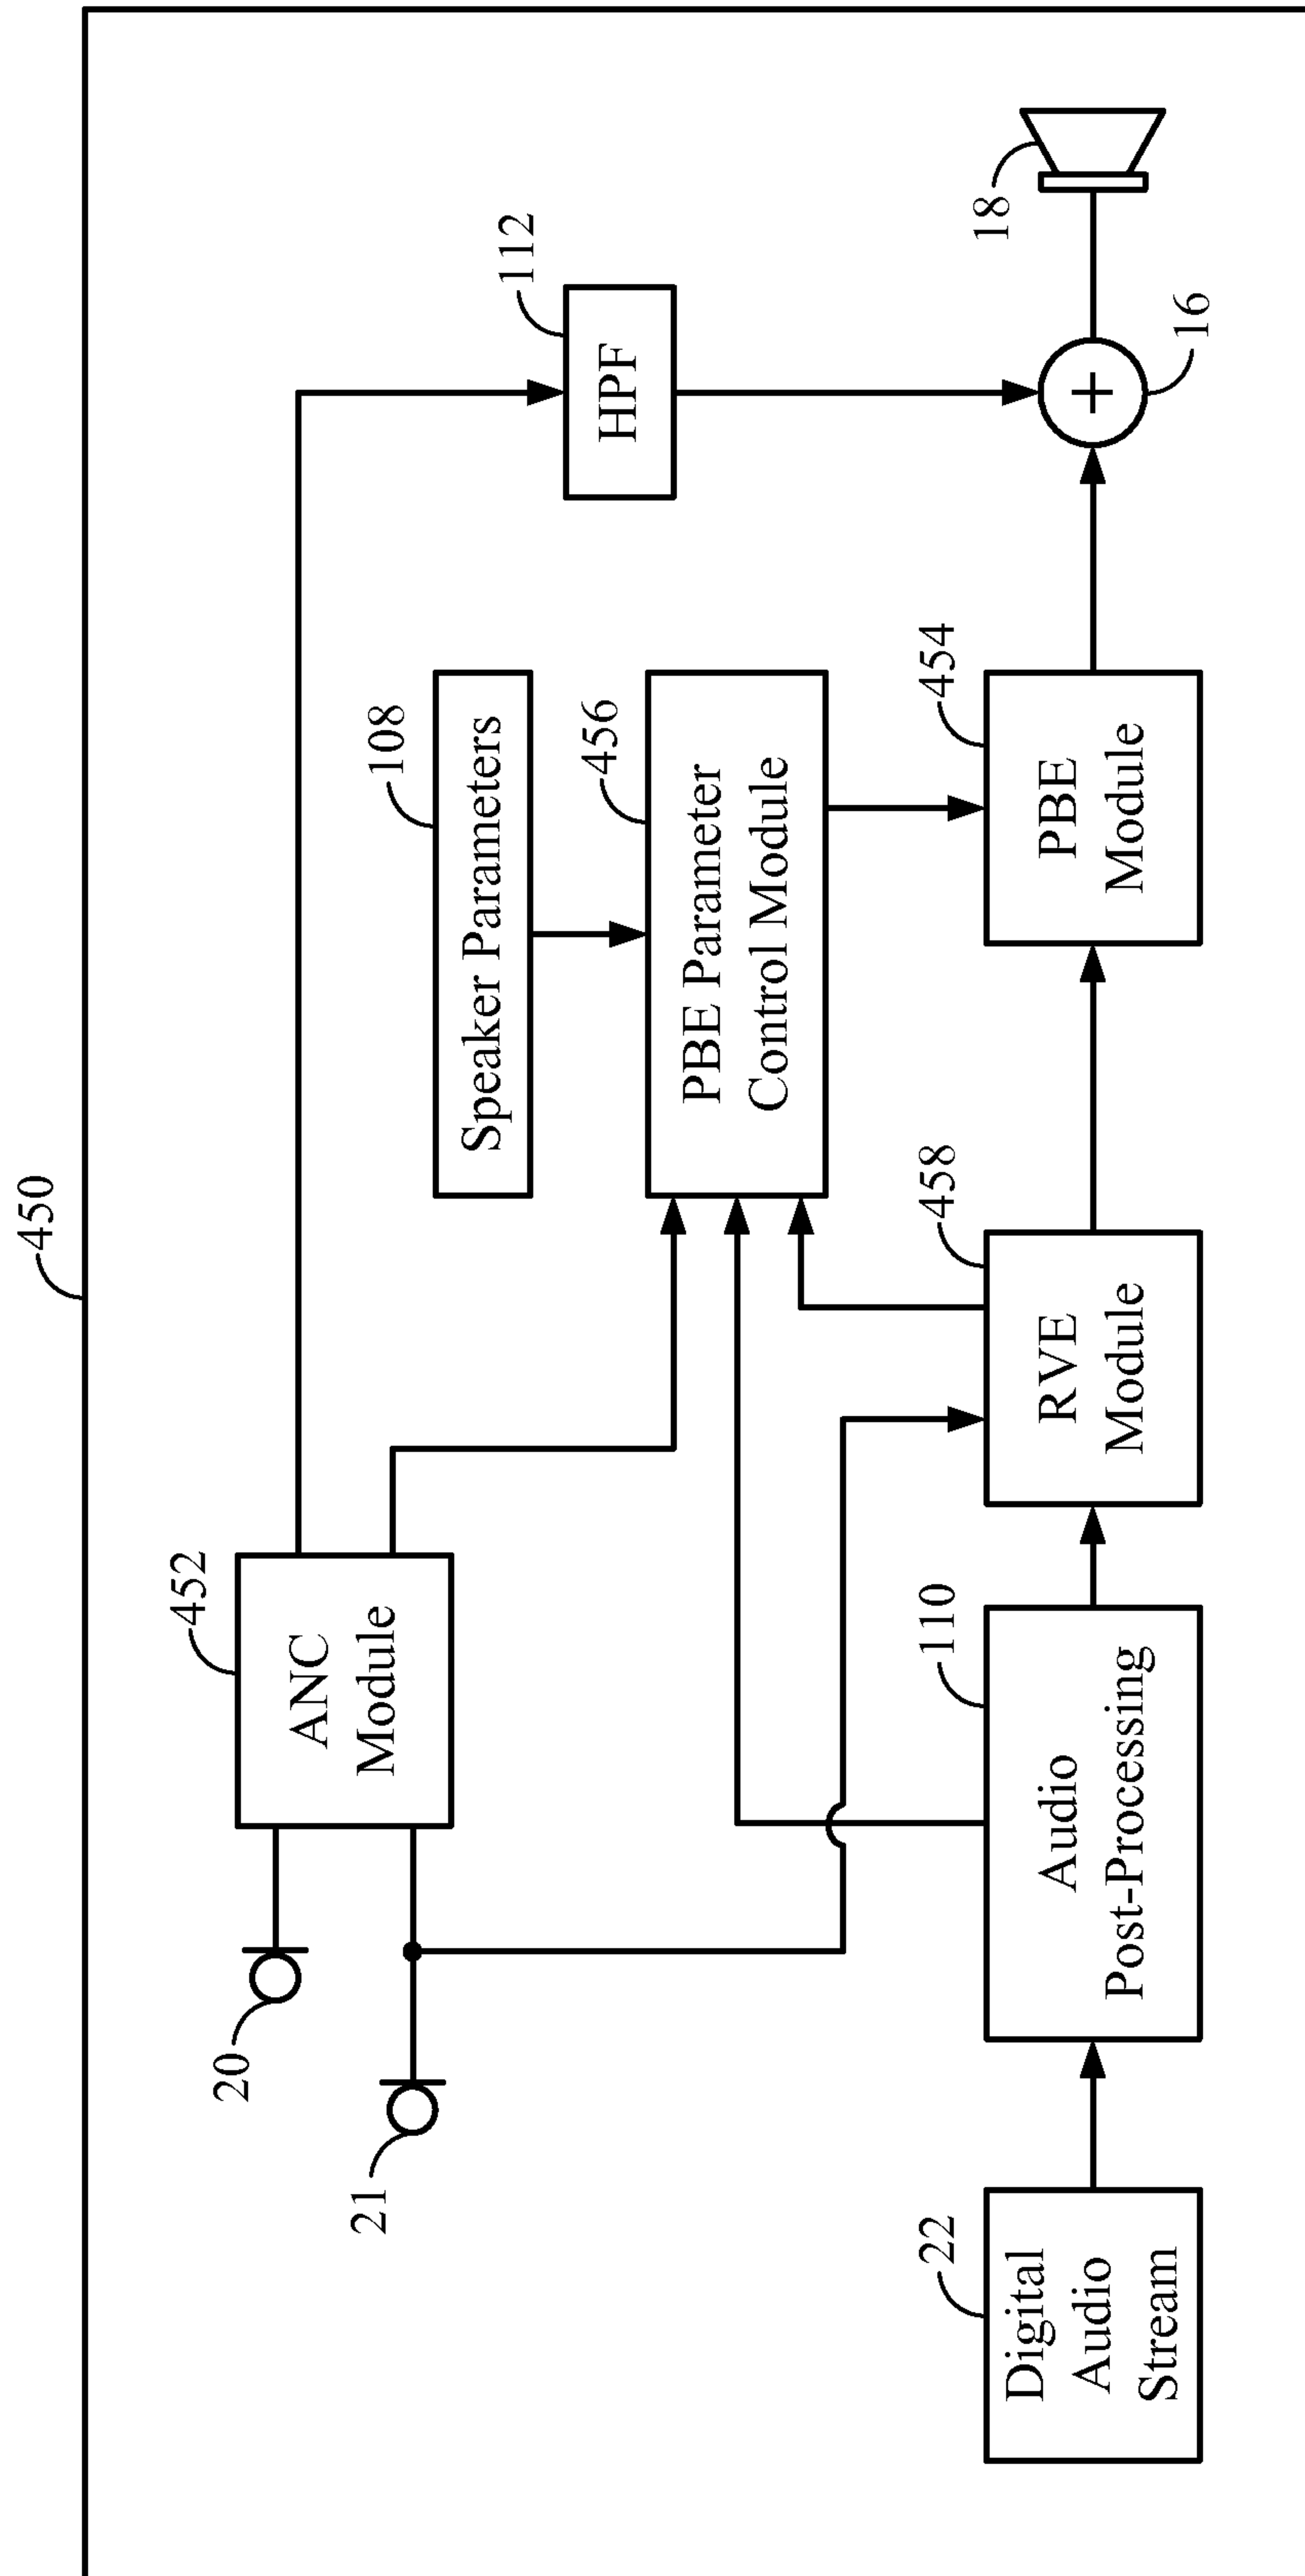 450
452
ANC
Module
20
21
112
HPF
108
Speaker Parameters
456
PBE Parameter
Control Module
18
22
Digital
Audio
Stream
110
Audio
Post-Processing
458
RVE
Module
454
PBE
Module
+
16